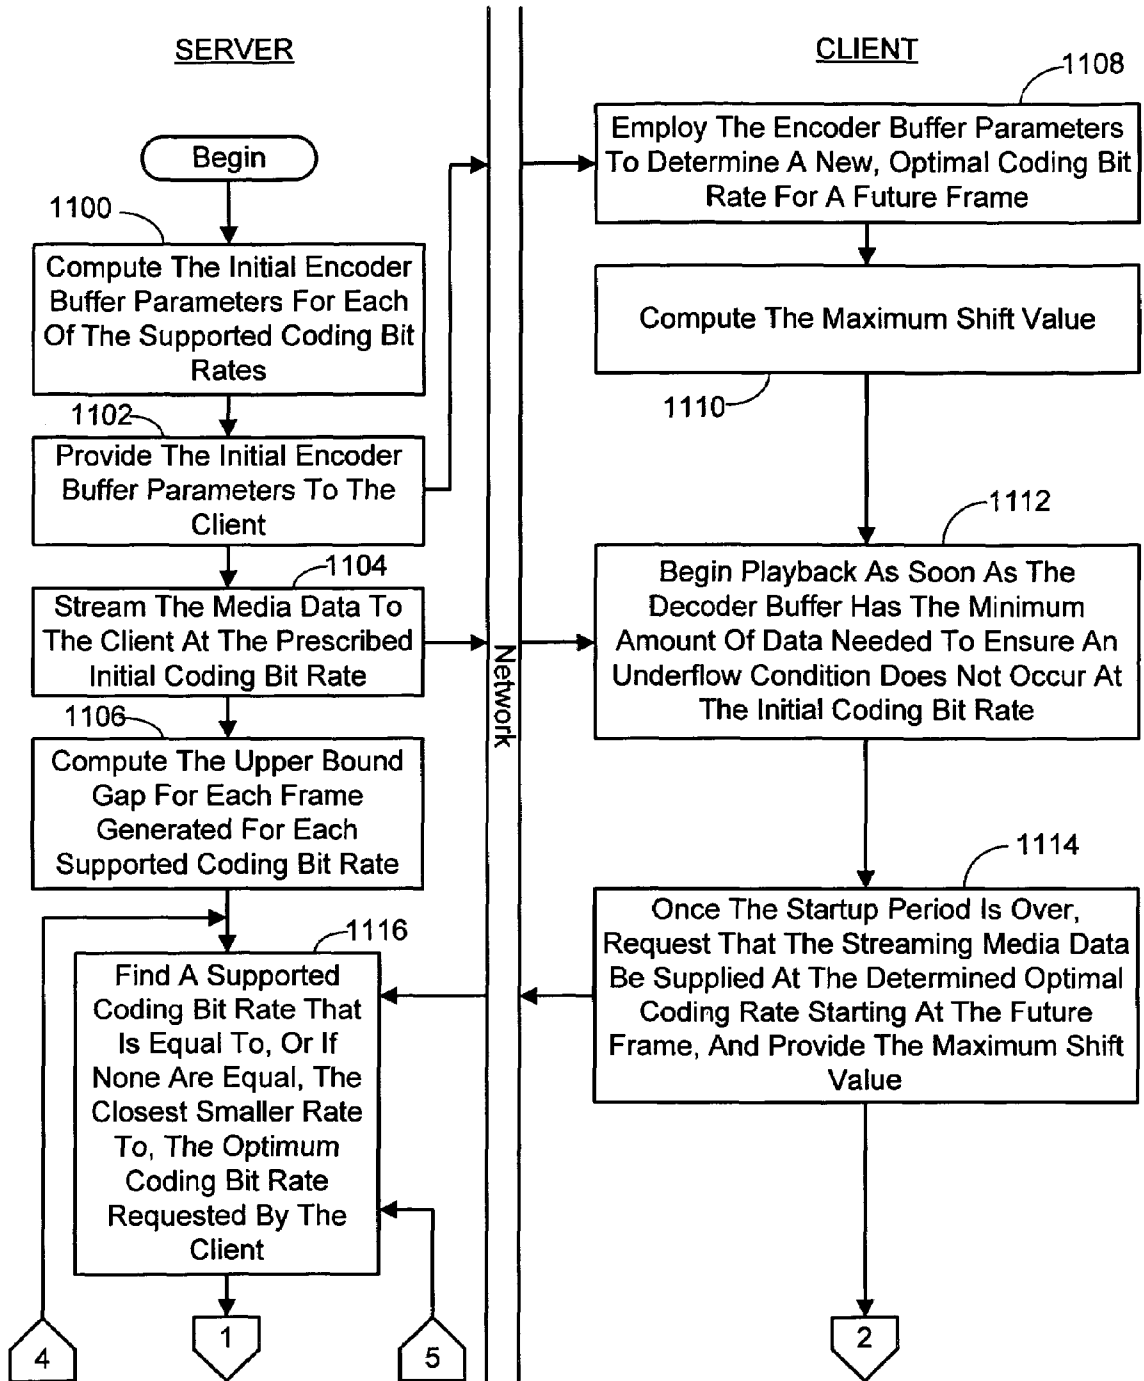 SERVER
Begin
1100
Compute The Initial Encoder
Buffer Parameters For Each
Of The Supported Coding Bit
Rates
1102
Provide The Initial Encoder
Buffer Parameters To The
Client
1104
Stream The Media Data To
The Client At The Prescribed
Initial Coding Bit Rate
1106
Compute The Upper Bound
Gap For Each Frame
Generated For Each
Supported Coding Bit Rate
1116
Find A Supported
Coding Bit Rate That
Is Equal To, Or If
None Are Equal, The
Closest Smaller Rate
To, The Optimum
Coding Bit Rate
Requested By The
Client
4
1
5
Network
CLIENT
1108
Employ The Encoder Buffer Parameters
To Determine A New, Optimal Coding Bit
Rate For A Future Frame
Compute The Maximum Shift Value
1110
1112
Begin Playback As Soon As The
Decoder Buffer Has The Minimum
Amount Of Data Needed To Ensure An
Underflow Condition Does Not Occur At
The Initial Coding Bit Rate
1114
Once The Startup Period Is Over,
Request That The Streaming Media Data
Be Supplied At The Determined Optimal
Coding Rate Starting At The Future
Frame, And Provide The Maximum Shift
Value
2